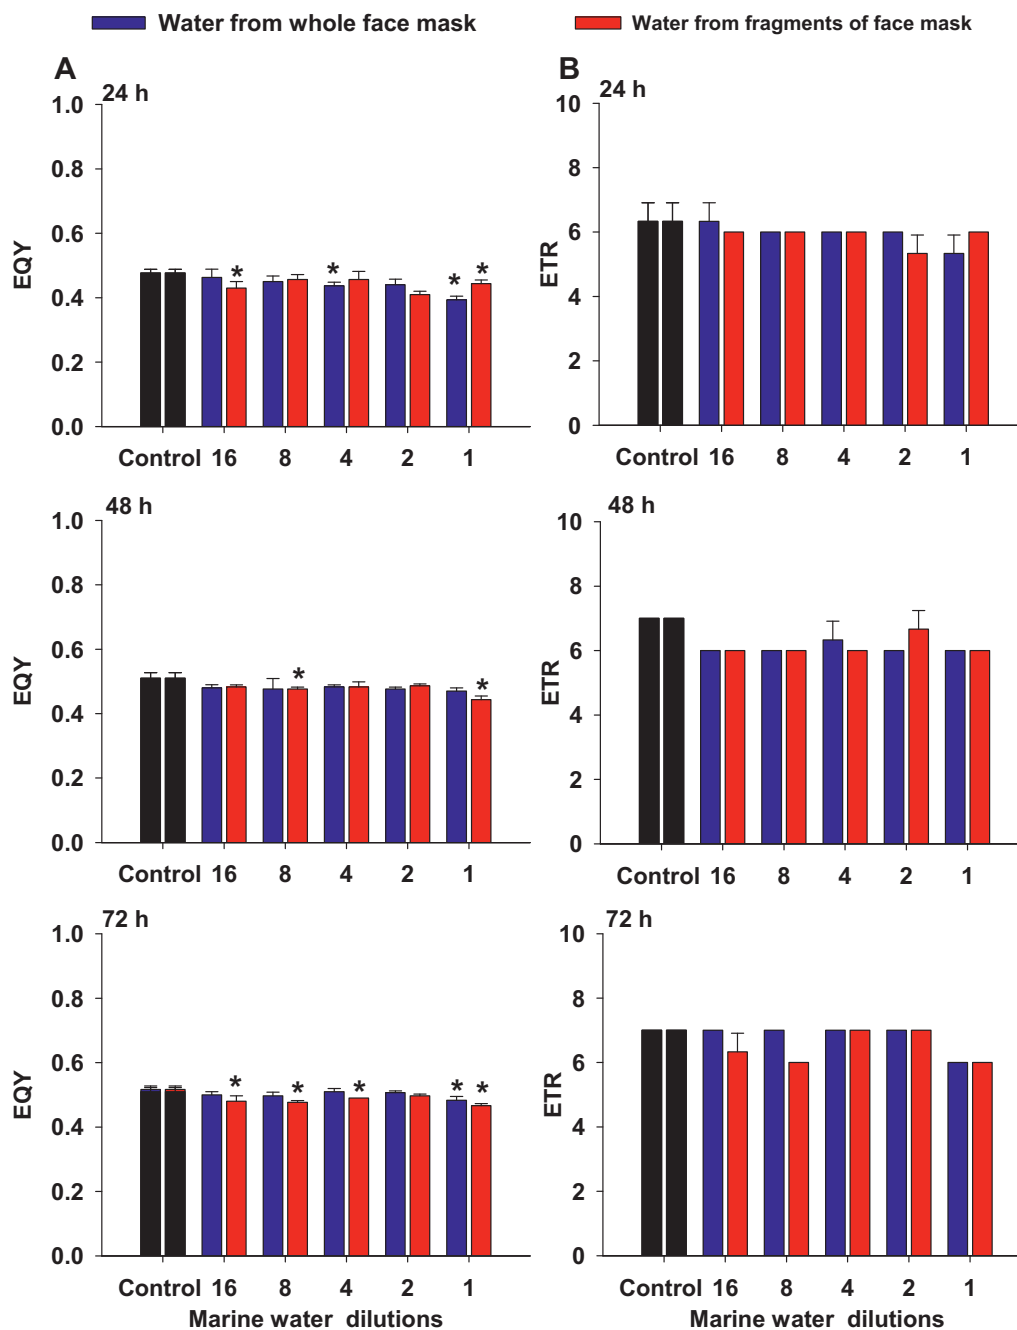 Water from whole face mask
Water from fragments of face mask
A
24 h
1.0
0.8
0.6
0.4
0.2
0.0
EQY
* * * *
Control 16 8 4 2 1
B
24 h
10
8
6
4
2
0
ETR
Control 16 8 4 2 1
48 h
1.0
0.8
0.6
0.4
0.2
0.0
EQY
* *
Control 16 8 4 2 1
48 h
10
8
6
4
2
0
ETR
Control 16 8 4 2 1
72 h
1.0
0.8
0.6
0.4
0.2
0.0
EQY
* * * * *
Control 16 8 4 2 1
Marine water dilutions
72 h
10
8
6
4
2
0
ETR
Control 16 8 4 2 1
Marine water dilutions